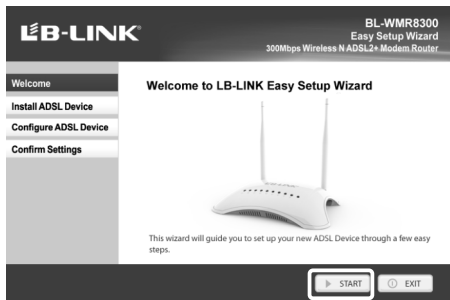 LB-LINK®
BL-WMR8300
Easy Setup Wizard
300Mbps Wireless N ADSL2+ Modem Router
Welcome
Install ADSL Device
Configure ADSL Device
Confirm Settings
Welcome to LB-LINK Easy Setup Wizard
LB-LINK
This wizard will guide you to set up your new ADSL Device through a few easy
steps.
START
EXIT